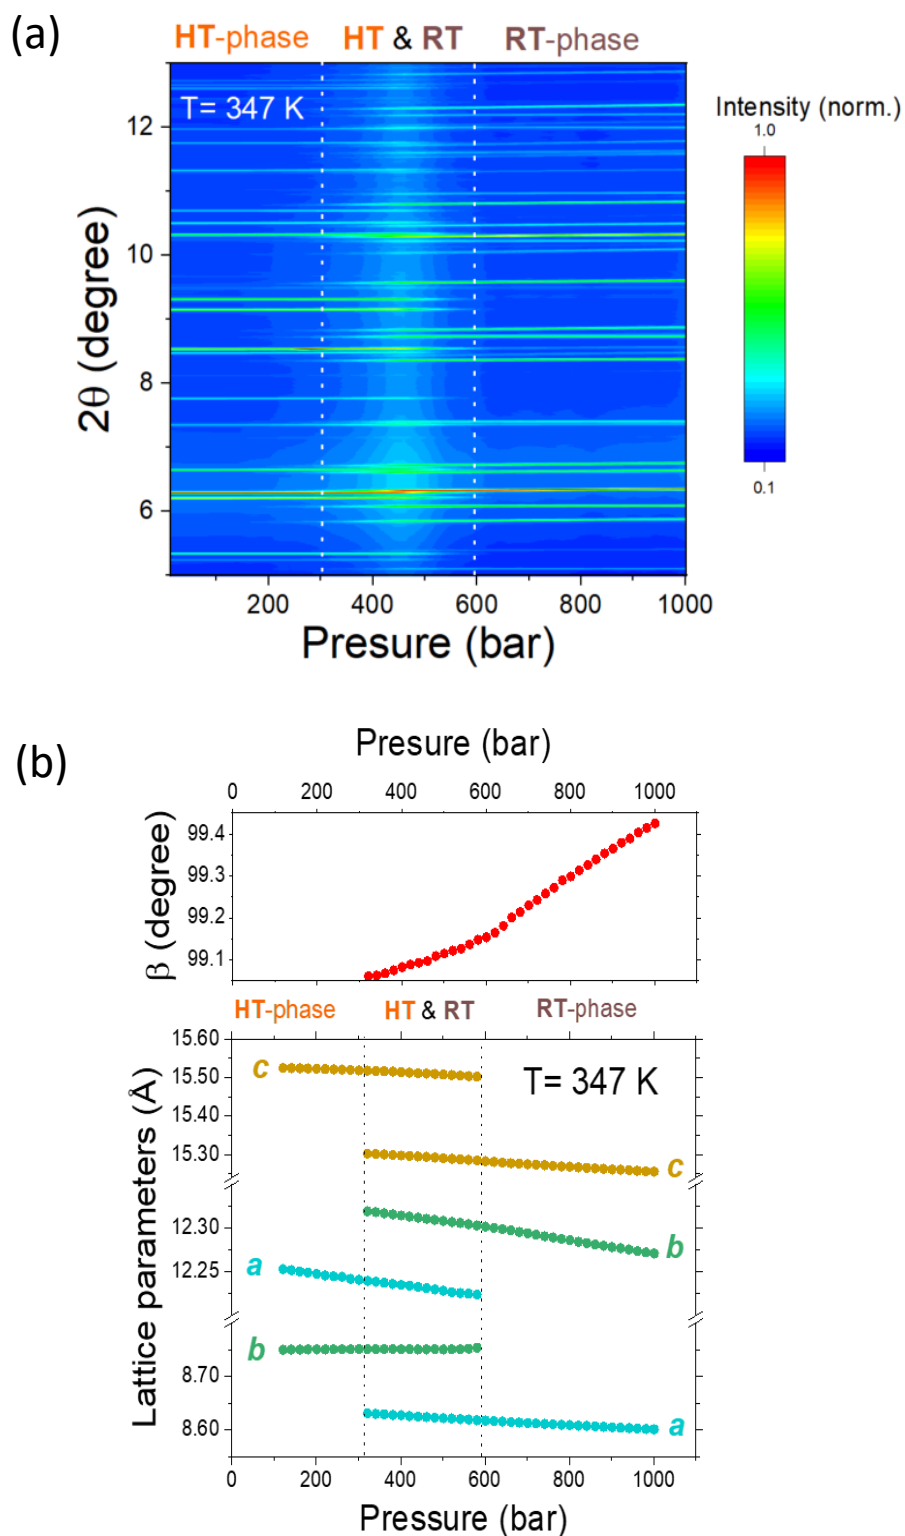 (a)
HT-phase HT & RT RT-phase
T= 347 K
Intensity (norm.)
1.0
0.1
12
10
8
6
2θ (degree)
200 400 600 800 1000
Presure (bar)
(b)
Presure (bar)
0 200 400 600 800 1000
99.4
99.3
99.2
99.1
β (degree)
HT-phase HT & RT RT-phase
15.60
T= 347 K
c
15.50
15.30
c
12.30
b
a
12.25
b
8.70
8.60
a
Lattice parameters (Å)
0 200 400 600 800 1000
Pressure (bar)